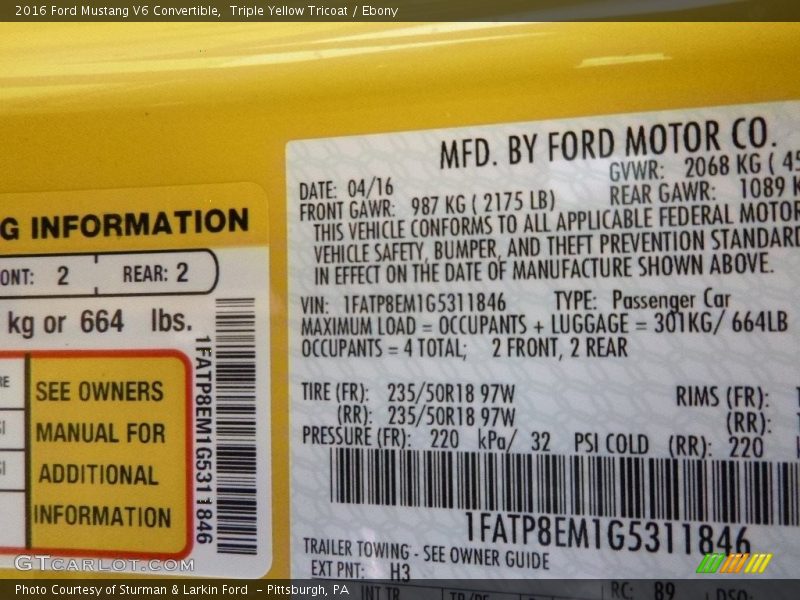 2016 Ford Mustang V6 Convertible,  Triple Yellow Tricoat / Ebony
G INFORMATION
ONT: 2 REAR: 2
kg or 664 lbs.
SEE OWNERS
MANUAL FOR
ADDITIONAL
INFORMATION
1FATP8EM1G5311846
MFD. BY FORD MOTOR CO.
DATE: 04/16 GVWR: 2068 KG ( 45
FRONT GAWR: 987 KG ( 2175 LB) REAR GAWR: 1089 K
THIS VEHICLE CONFORMS TO ALL APPLICABLE FEDERAL MOTOR
VEHICLE SAFETY, BUMPER, AND THEFT PREVENTION STANDARD
IN EFFECT ON THE DATE OF MANUFACTURE SHOWN ABOVE.
VIN: 1FATP8EM1G5311846 TYPE: Passenger Car
MAXIMUM LOAD = OCCUPANTS + LUGGAGE = 301KG/ 664LB
OCCUPANTS = 4 TOTAL; 2 FRONT, 2 REAR
TIRE (FR): 235/50R18 97W RIMS (FR):
(RR): 235/50R18 97W (RR):
PRESSURE (FR): 220 kPa/ 32 PSI COLD (RR): 220
1FATP8EM1G5311846
TRAILER TOWING - SEE OWNER GUIDE
EXT PNT: H3
RC: 89 DSO:
INT TR
GTCARLOT.COM
Photo Courtesy of Sturman & Larkin Ford  - Pittsburgh, PA